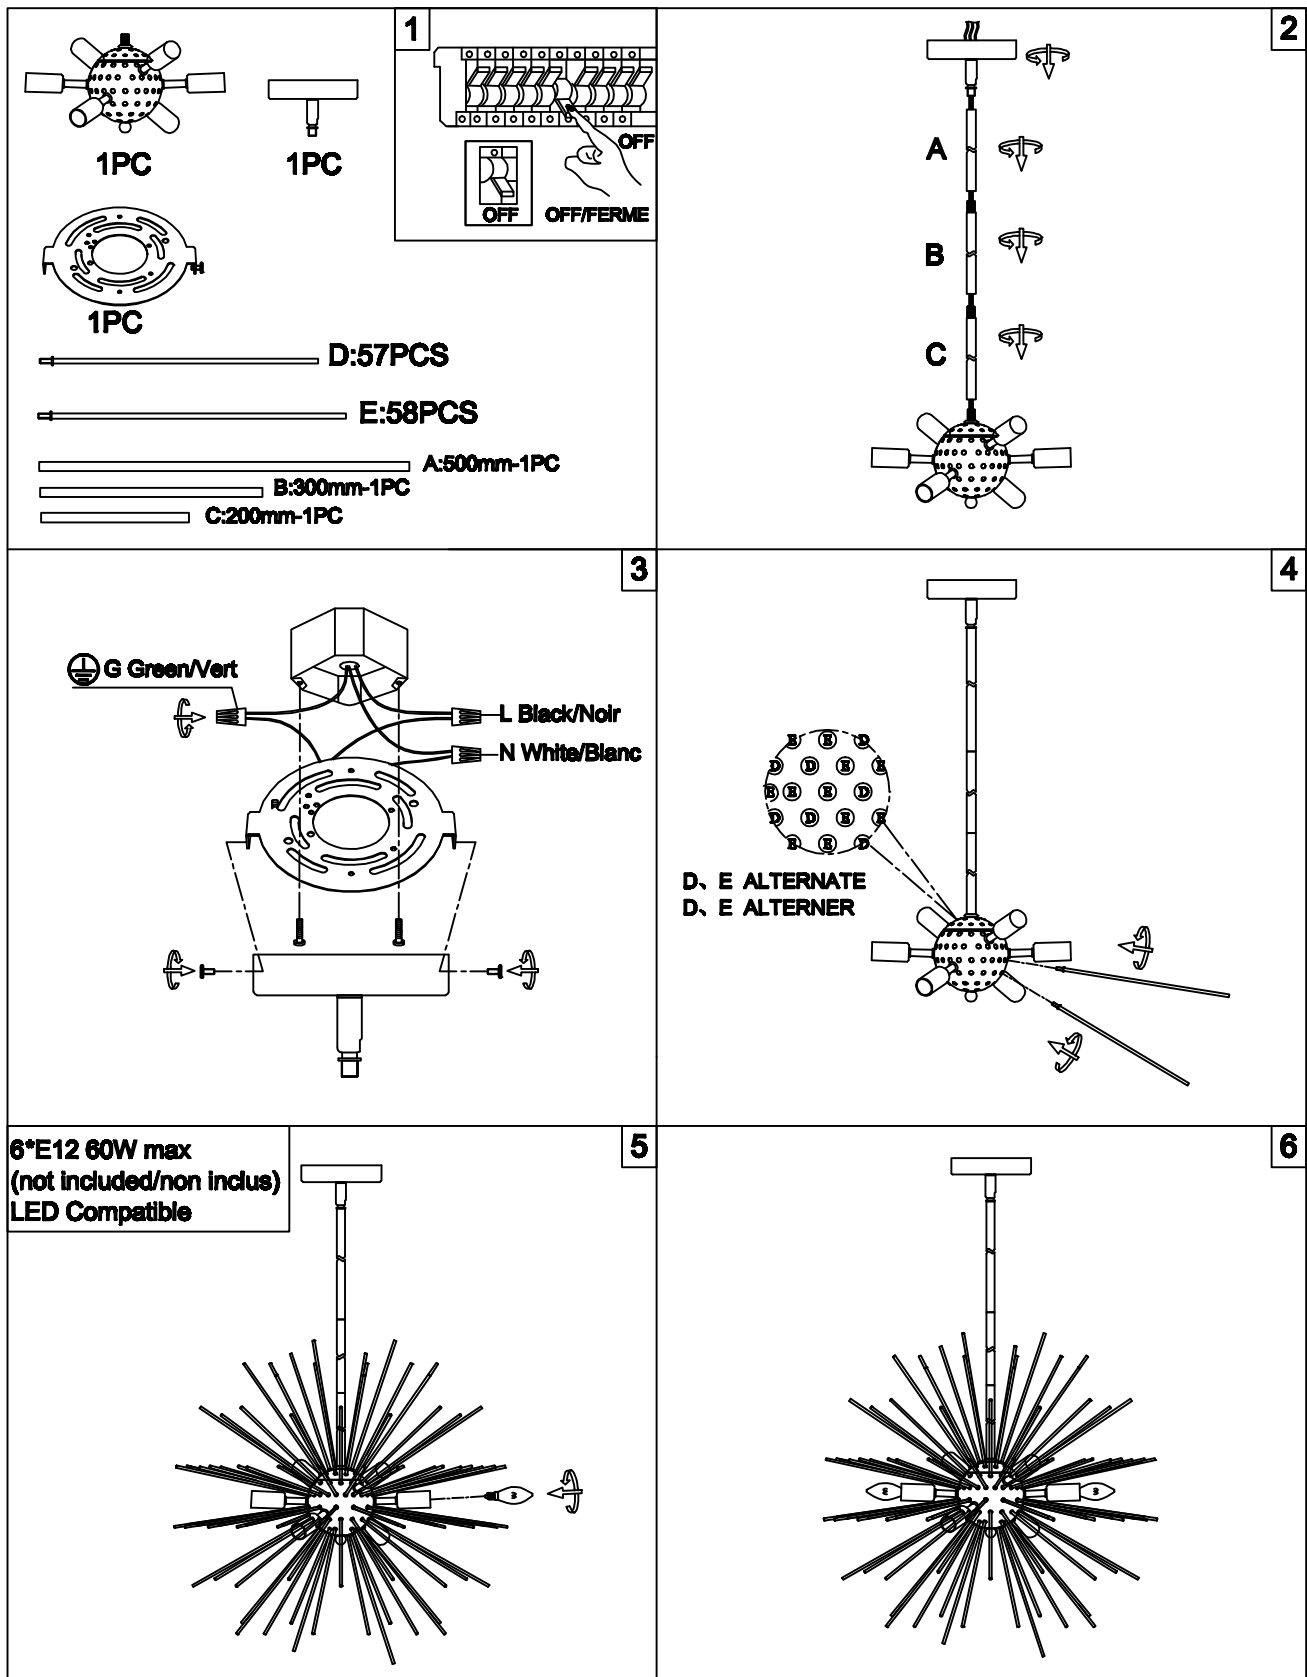 1PC
1PC
1PC
D:57PCS
E:58PCS
A:500mm-1PC
B:300mm-1PC
C:200mm-1PC
1
OFF
OFF
OFF/FERME
2
A
B
C
3
G Green/Vert
L Black/Noir
N White/Blanc
4
E E D
D D E E
E E E D
D D E E
E E D
D、E ALTERNATE
D、E ALTERNER
5
6*E12 60W max
(not included/non inclus)
LED Compatible
6